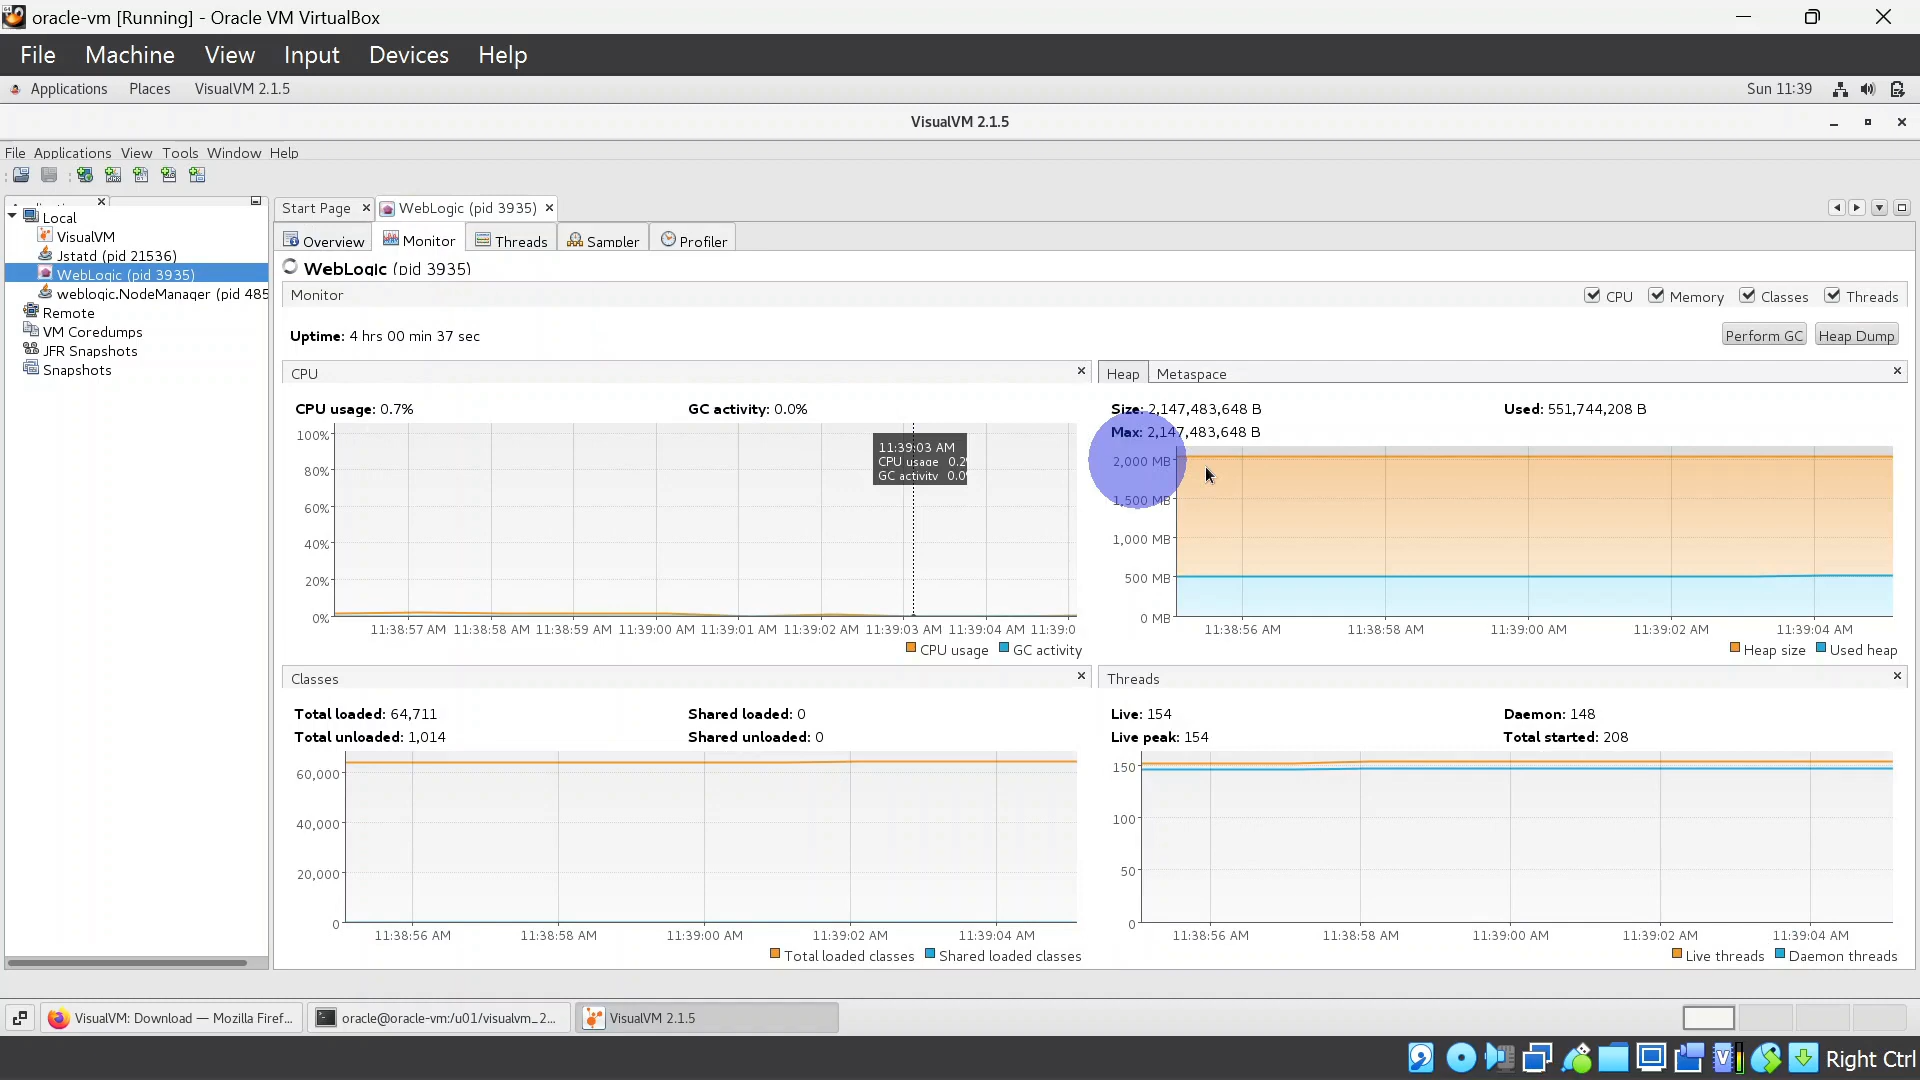 oracle-vm [Running] - Oracle VM VirtualBox
File Machine View Input Devices Help
Applications Places VisualVM 2.1.5 Sun 11:39
VisualVM 2.1.5
File Applications View Tools Window Help
Start Page WebLogic (pid 3935)
Local
VisualVM
Jstatd (pid 21536)
WebLogic (pid 3935)
weblogic.NodeManager (pid 485
Remote
VM Coredumps
JFR Snapshots
Snapshots
Overview Monitor Threads Sampler Profiler
WebLogic (pid 3935)
Monitor CPU Memory Classes Threads
Uptime: 4 hrs 00 min 37 sec Perform GC Heap Dump
CPU
CPU usage: 0.7% GC activity: 0.0%
100%
80%
60%
40%
20%
0%
11:39:03 AM
CPU usage 0.2
GC activity 0.0
11:38:57 AM 11:38:58 AM 11:38:59 AM 11:39:00 AM 11:39:01 AM 11:39:02 AM 11:39:03 AM 11:39:04 AM 11:39:0
CPU usage GC activity
Heap Metaspace
Size: 2,147,483,648 B Used: 551,744,208 B
Max: 2,147,483,648 B
2,000 MB
1,500 MB
1,000 MB
500 MB
0 MB
11:38:56 AM 11:38:58 AM 11:39:00 AM 11:39:02 AM 11:39:04 AM
Heap size Used heap
Classes
Total loaded: 64,711 Shared loaded: 0
Total unloaded: 1,014 Shared unloaded: 0
60,000
40,000
20,000
0
11:38:56 AM 11:38:58 AM 11:39:00 AM 11:39:02 AM 11:39:04 AM
Total loaded classes Shared loaded classes
Threads
Live: 154 Daemon: 148
Live peak: 154 Total started: 208
150
100
50
0
11:38:56 AM 11:38:58 AM 11:39:00 AM 11:39:02 AM 11:39:04 AM
Live threads Daemon threads
VisualVM: Download — Mozilla Firef... oracle@oracle-vm:/u01/visualvm_2... VisualVM 2.1.5
Right Ctrl